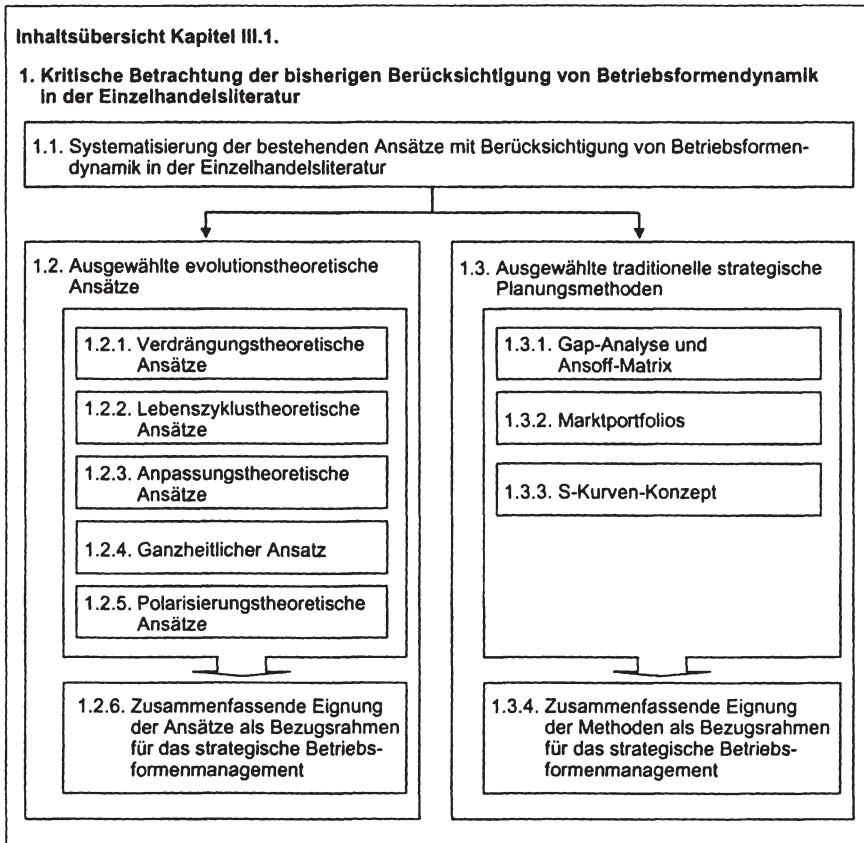 Inhaltsübersicht Kapitel III.1.
1. Kritische Betrachtung der bisherigen Berücksichtigung von Betriebsformendynamik
in der Einzelhandelsliteratur
1.1. Systematisierung der bestehenden Ansätze mit Berücksichtigung von Betriebsformen-
dynamik in der Einzelhandelsliteratur
1.2. Ausgewählte evolutionstheoretische
Ansätze
1.2.1. Verdrängungstheoretische
Ansätze
1.2.2. Lebenszyklustheoretische
Ansätze
1.2.3. Anpassungstheoretische
Ansätze
1.2.4. Ganzheitlicher Ansatz
1.2.5. Polarisierungstheoretische
Ansätze
1.2.6. Zusammenfassende Eignung
der Ansätze als Bezugsrahmen
für das strategische Betriebs-
formenmanagement
1.3. Ausgewählte traditionelle strategische
Planungsmethoden
1.3.1. Gap-Analyse und
Ansoff-Matrix
1.3.2. Marktportfolios
1.3.3. S-Kurven-Konzept
1.3.4. Zusammenfassende Eignung
der Methoden als Bezugsrahmen
für das strategische Betriebs-
formenmanagement